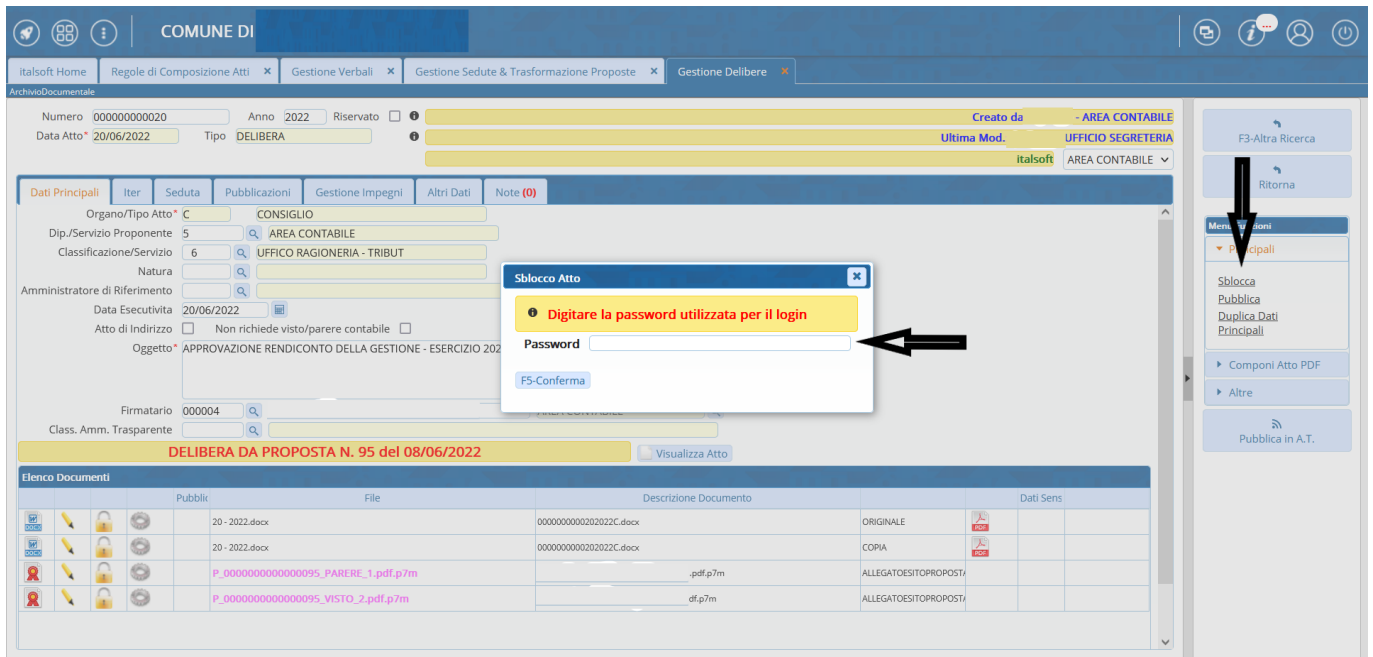 COMUNE DI
...
italsoft Home Regole di Composizione Atti × Gestione Verbali × Gestione Sedute & Trasformazione Proposte × Gestione Delibere ×
ArchivioDocumentale
Numero 000000000020 Anno 2022 Riservato Creato da - AREA CONTABILE
Data Atto* 20/06/2022 Tipo DELIBERA Ultima Mod. UFFICIO SEGRETERIA
italsoft AREA CONTABILE
Dati Principali Iter Seduta Pubblicazioni Gestione Impegni Altri Dati Note (0)
Organo/Tipo Atto* C CONSIGLIO
Dip./Servizio Proponente 5 AREA CONTABILE
Classificazione/Servizio 6 UFFICO RAGIONERIA - TRIBUT
Natura
Amministratore di Riferimento
Data Esecutivita 20/06/2022
Atto di Indirizzo Non richiede visto/parere contabile
Oggetto* APPROVAZIONE RENDICONTO DELLA GESTIONE - ESERCIZIO
Firmatario 000004
Class. Amm. Trasparente
DELIBERA DA PROPOSTA N. 95 del 08/06/2022 Visualizza Atto
Sblocco Atto
Digitare la password utilizzata per il login
Password
F5-Conferma
Elenco Documenti
Pubblic File Descrizione Documento Dati Sens
DOCX 20 - 2022.docx 0000000000202022C.docx ORIGINALE PDF
DOCX 20 - 2022.docx 0000000000202022C.docx COPIA PDF
P_0000000000000095_PARERE_1.pdf.p7m .pdf.p7m ALLEGATOESITOPROPOSTA
P_0000000000000095_VISTO_2.pdf.p7m df.p7m ALLEGATOESITOPROPOSTA
F3-Altra Ricerca
Ritorna
Sblocca
Pubblica
Duplica Dati
Principali
Componi Atto PDF
Altre
Pubblica in A.T.